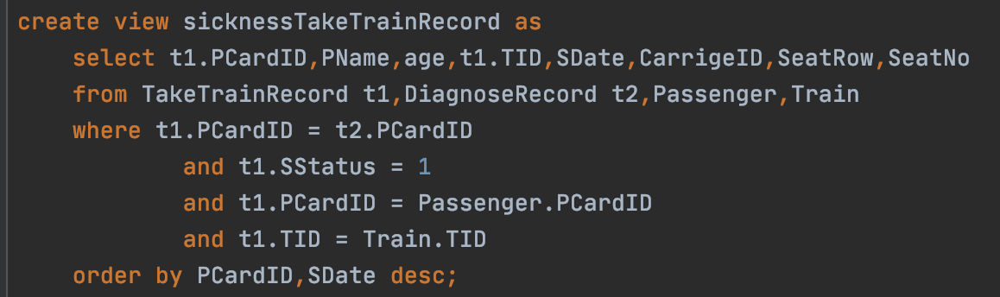 create view sicknessTakeTrainRecord as
select t1.PCardID,PName,age,t1.TID,SDate,CarrigeID,SeatRow,SeatNo
from TakeTrainRecord t1,DiagnoseRecord t2,Passenger,Train
where t1.PCardID = t2.PCardID
and t1.SStatus = 1
and t1.PCardID = Passenger.PCardID
and t1.TID = Train.TID
order by PCardID,SDate desc;